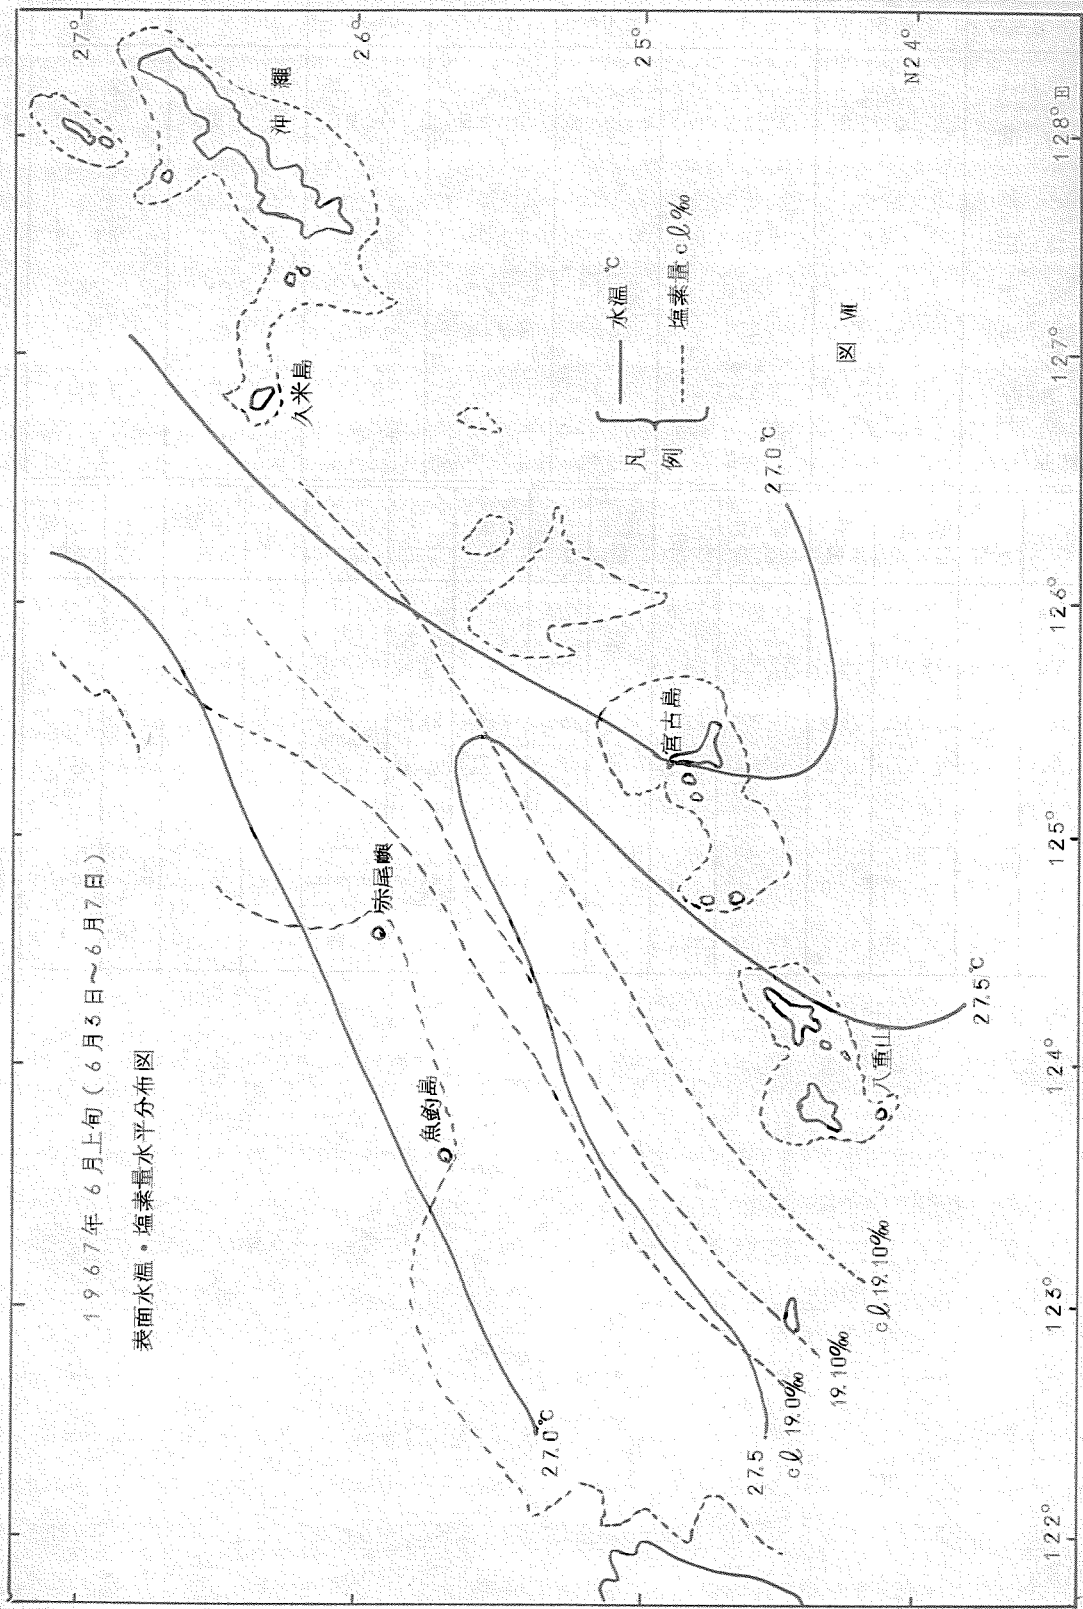 1967年6月上旬(6月3日～6月7日)
表面水温・塩素量水平分布図
27°
26°
25°
N24°
沖縄
久米島
赤尾嶼
魚釣島
宮古島
八重山
凡例
水温 ℃
塩素量 cl‰
図 Ⅷ
27.0℃
27.5℃
27.0℃
27.5
cl 19.0‰
19.10‰
cl 19.10‰
122°
123°
124°
125°
126°
127°
128°E